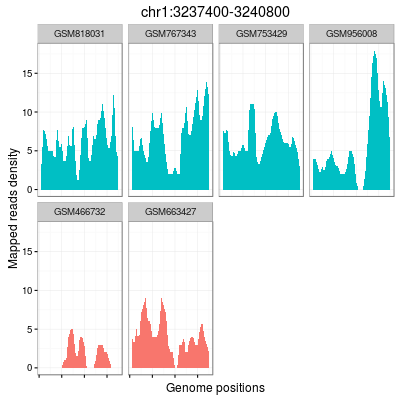 chr1:3237400-3240800
GSM818031 GSM767343 GSM753429 GSM956008
15
10
5
0
GSM466732 GSM663427
15
10
5
0
Mapped reads density
Genome positions